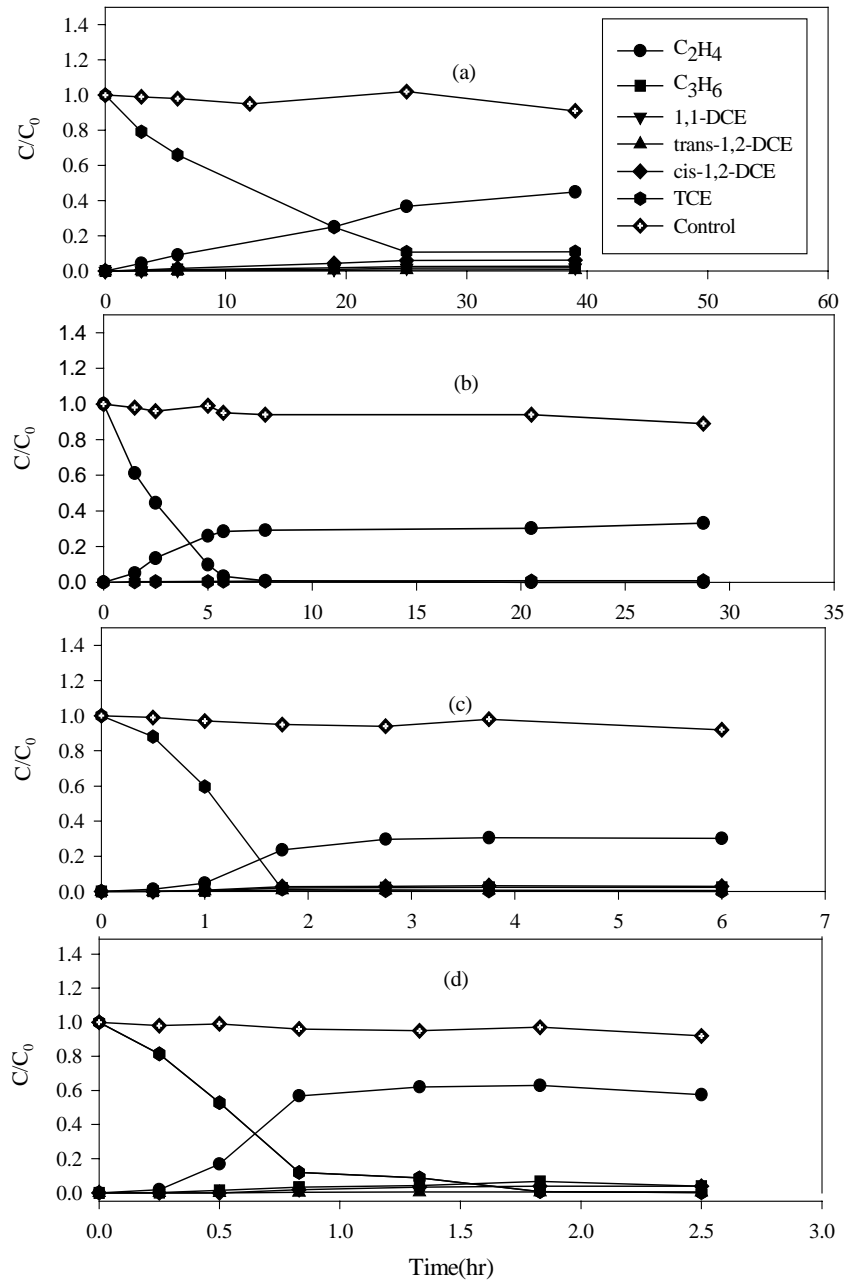 1.4
1.2
1.0
0.8
0.6
0.4
0.2
0.0
C/C0
(a)
C2H4
C3H6
1,1-DCE
trans-1,2-DCE
cis-1,2-DCE
TCE
Control
0 10 20 30 40 50 60
1.4
1.2
1.0
0.8
0.6
0.4
0.2
0.0
C/C0
(b)
0 5 10 15 20 25 30 35
1.4
1.2
1.0
0.8
0.6
0.4
0.2
0.0
C/C0
(c)
0 1 2 3 4 5 6 7
1.4
1.2
1.0
0.8
0.6
0.4
0.2
0.0
C/C0
(d)
0.0 0.5 1.0 1.5 2.0 2.5 3.0
Time(hr)